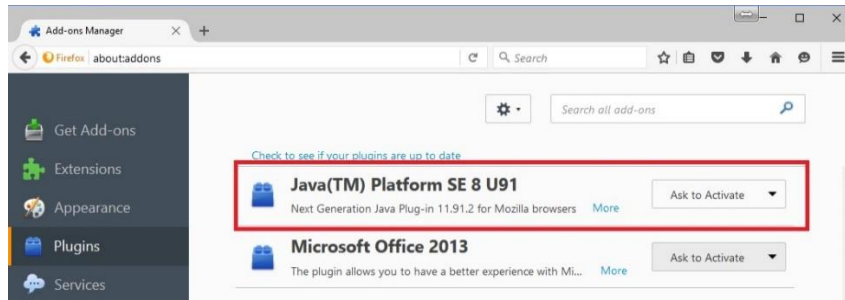 Add-ons Manager
Firefox about:addons
Search
Search all add-ons
Get Add-ons
Extensions
Appearance
Plugins
Services
Check to see if your plugins are up to date
Java(TM) Platform SE 8 U91
Ask to Activate
Next Generation Java Plug-in 11.91.2 for Mozilla browsers More
Microsoft Office 2013
Ask to Activate
The plugin allows you to have a better experience with Mi... More